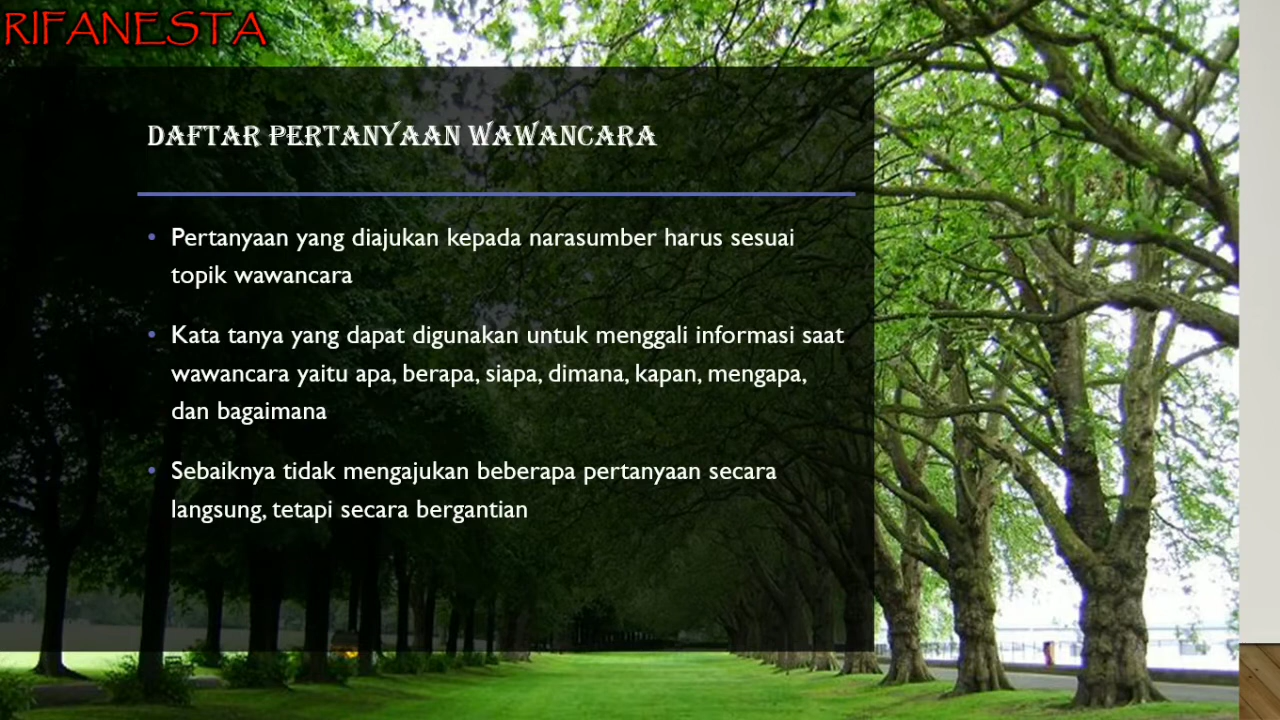 RIFANESTA
DAFTAR PERTANYAAN WAWANCARA
• Pertanyaan yang diajukan kepada narasumber harus sesuai
topik wawancara
• Kata tanya yang dapat digunakan untuk menggali informasi saat
wawancara yaitu apa, berapa, siapa, dimana, kapan, mengapa,
dan bagaimana
• Sebaiknya tidak mengajukan beberapa pertanyaan secara
langsung, tetapi secara bergantian